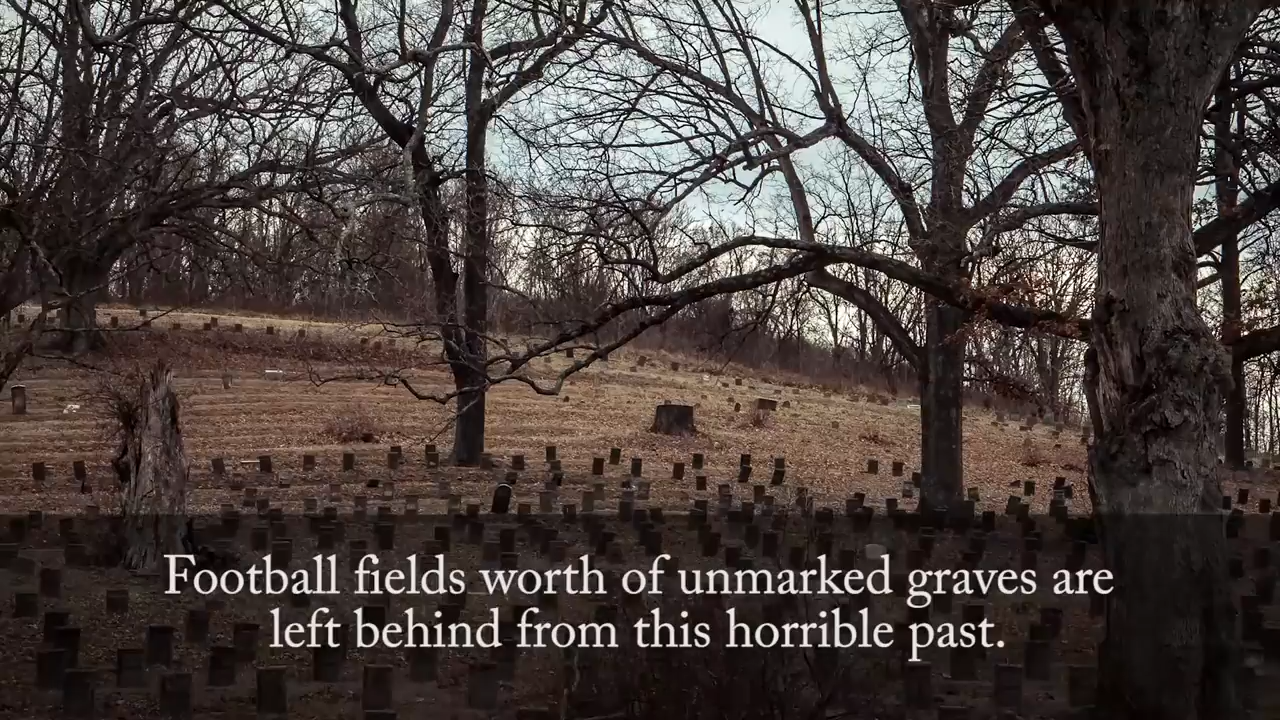 Football fields worth of unmarked graves are
left behind from this horrible past.